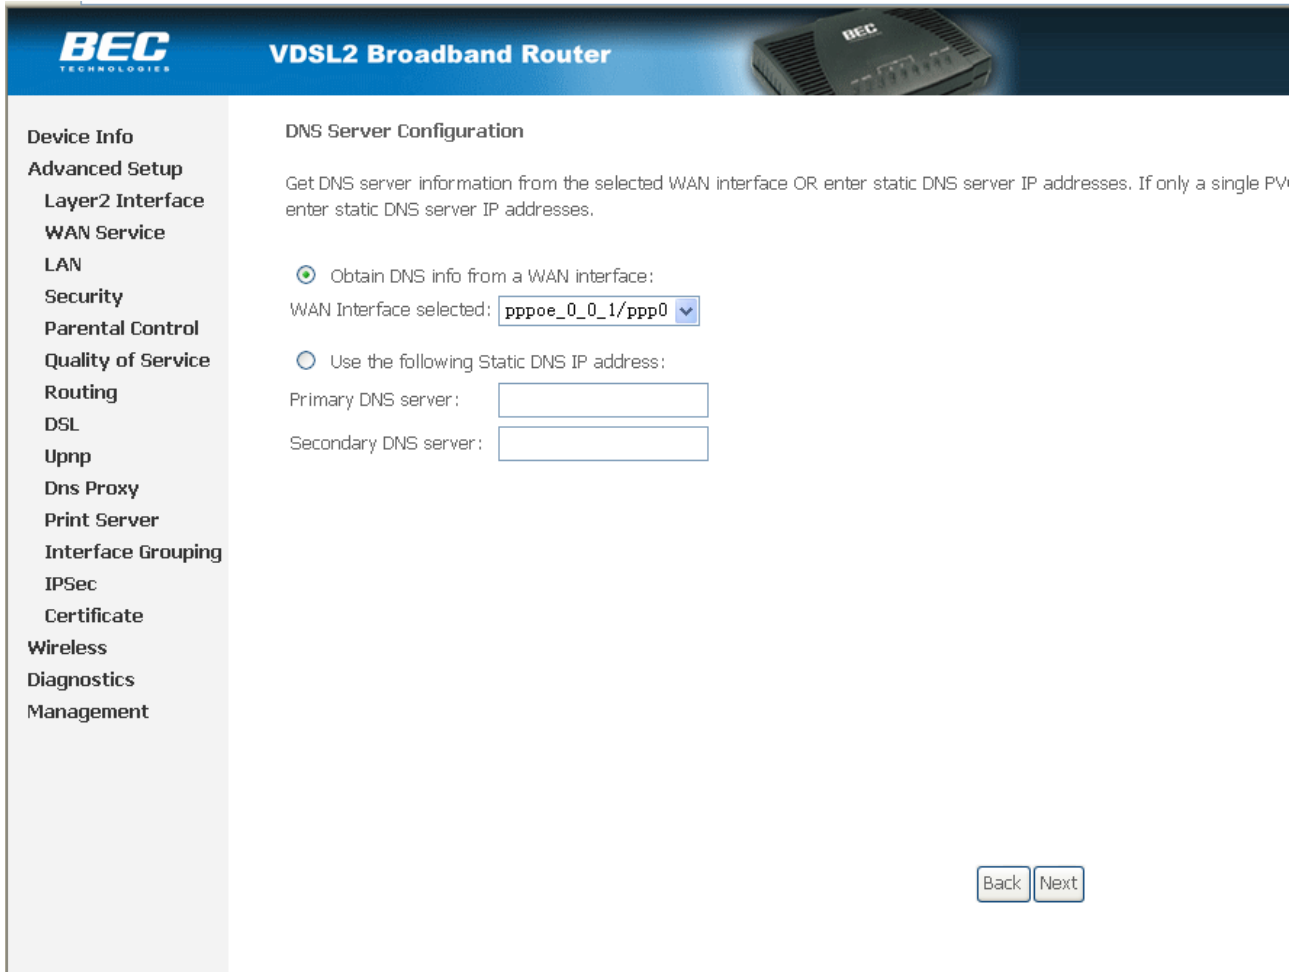 BEC
TECHNOLOGIES
VDSL2 Broadband Router
BEC
Device Info
Advanced Setup
Layer2 Interface
WAN Service
LAN
Security
Parental Control
Quality of Service
Routing
DSL
Upnp
Dns Proxy
Print Server
Interface Grouping
IPSec
Certificate
Wireless
Diagnostics
Management
DNS Server Configuration
Get DNS server information from the selected WAN interface OR enter static DNS server IP addresses. If only a single
enter static DNS server IP addresses.
Obtain DNS info from a WAN interface:
WAN Interface selected: pppoe_0_0_1/ppp0
Use the following Static DNS IP address:
Primary DNS server:
Secondary DNS server:
Back Next